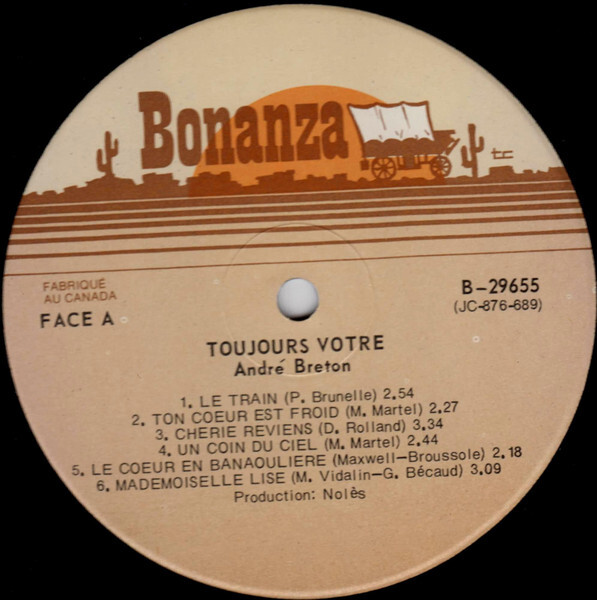 Bonanza
tc
FABRIQUÉ
AU CANADA
FACE A
B-29655
(JC-876-689)
TOUJOURS VOTRE
André Breton
1. LE TRAIN (P. Brunelle) 2.54
2. TON COEUR EST FROID (M. Martel) 2.27
3. CHERIE REVIENS (D. Rolland) 3.34
4. UN COIN DU CIEL (M. Martel) 2.44
5. LE COEUR EN BANAOULIERE (Maxwell-Broussole) 2.18
6. MADEMOISELLE LISE (M. Vidalin-G. Bécaud) 3.09
Production: Nolès